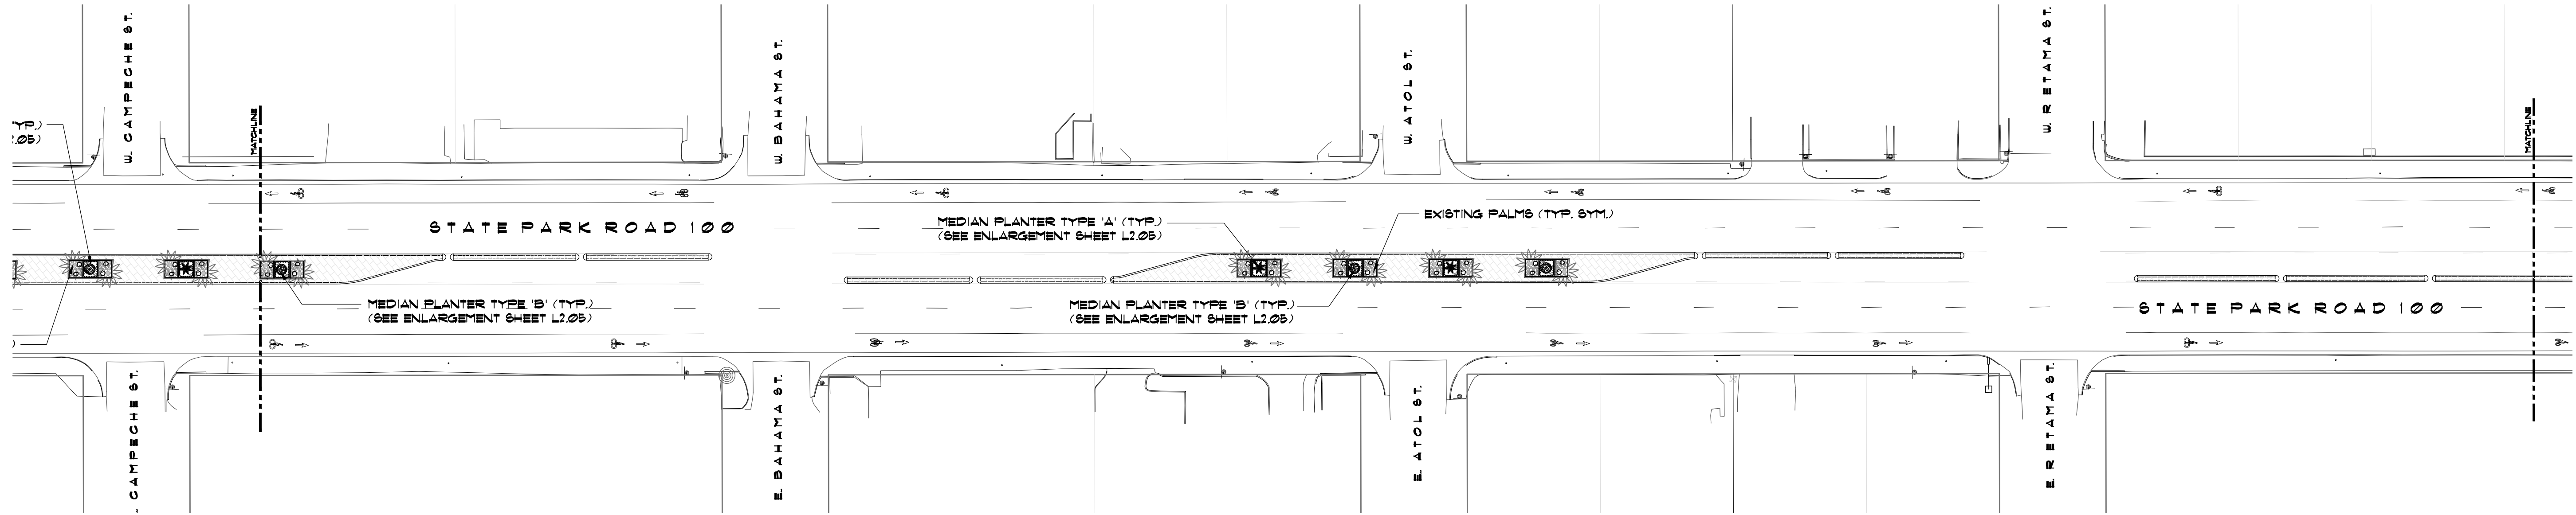 W. CAMPECHE ST.
W. BAHAMA ST.
W. ATOL ST.
W. RETAMA ST.
MATCHLINE
MATCHLINE
'YP.)
2.05)
STATE PARK ROAD 100
MEDIAN PLANTER TYPE 'A' (TYP.)
(SEE ENLARGEMENT SHEET L2.05)
EXISTING PALMS (TYP. SYM.)
MEDIAN PLANTER TYPE 'B' (TYP.)
(SEE ENLARGEMENT SHEET L2.05)
MEDIAN PLANTER TYPE 'B' (TYP.)
(SEE ENLARGEMENT SHEET L2.05)
STATE PARK ROAD 100
)
CAMPECHE ST.
E. BAHAMA ST.
E. ATOL ST.
E. RETAMA ST.